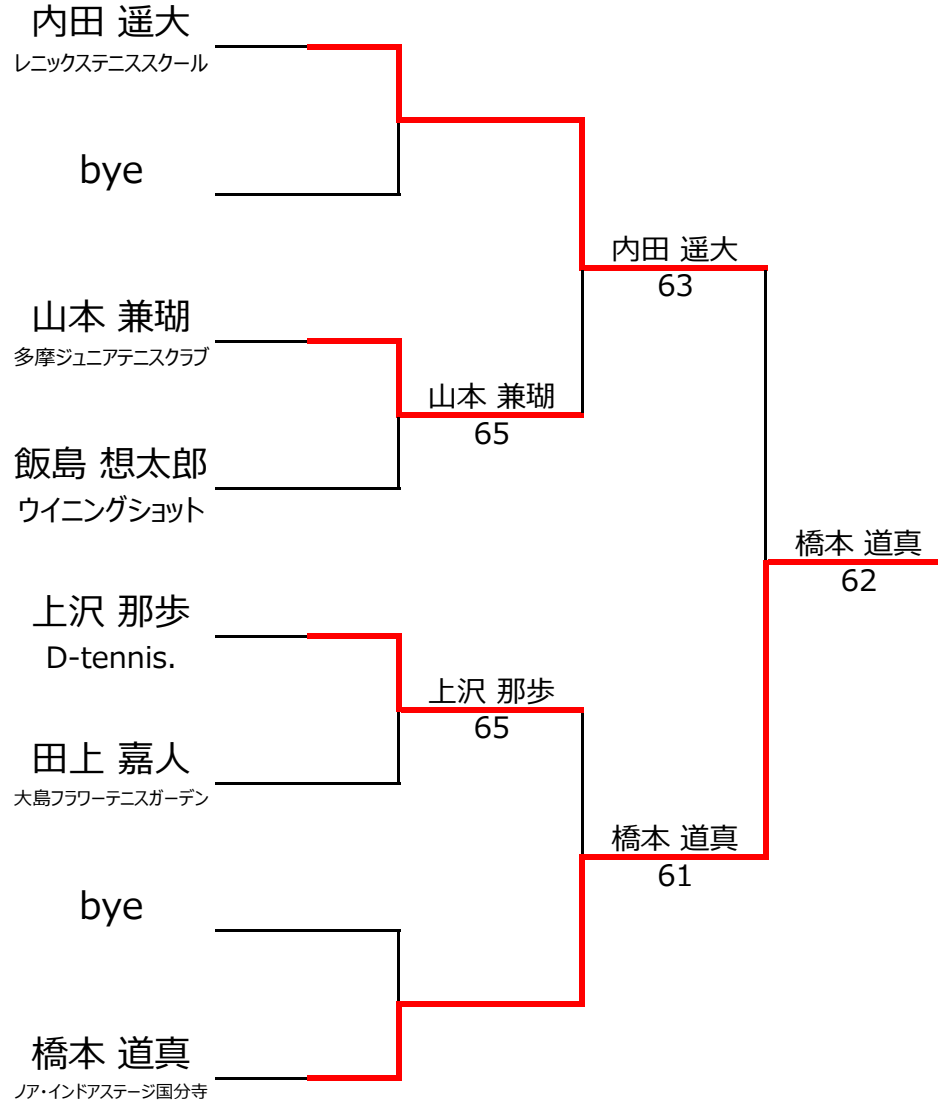 内田 遥大
レニックステニススクール
bye
山本 兼瑚
多摩ジュニアテニスクラブ
飯島 想太郎
ウイニングショット
上沢 那歩
D-tennis.
田上 嘉人
大島フラワーテニスガーデン
bye
橋本 道真
ノア・インドアステージ国分寺
山本 兼瑚
65
上沢 那歩
65
内田 遥大
63
橋本 道真
61
橋本 道真
62